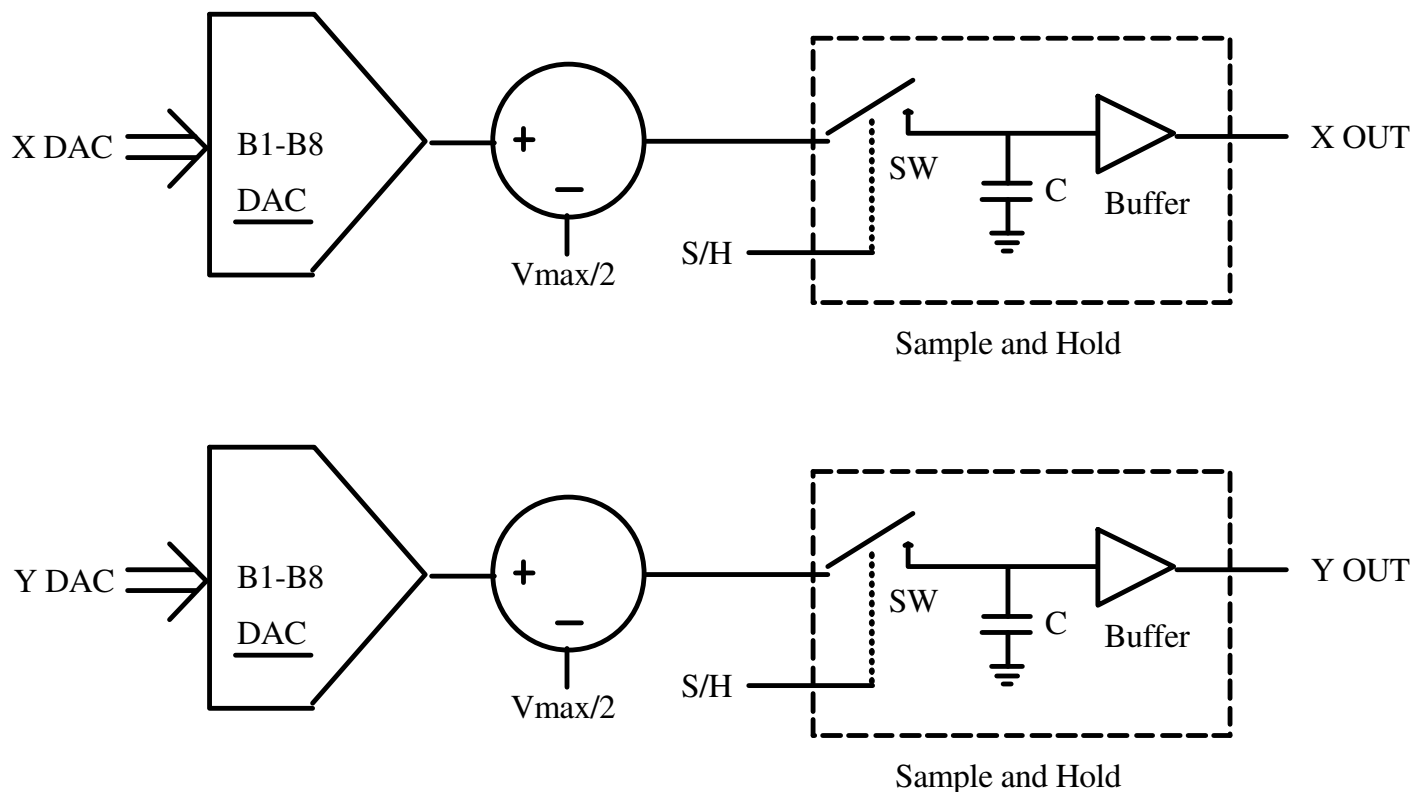 X DAC
B1-B8
DAC
+
−
Vmax/2
S/H
SW
C
Buffer
X OUT
Sample and Hold
Y DAC
B1-B8
DAC
+
−
Vmax/2
S/H
SW
C
Buffer
Y OUT
Sample and Hold